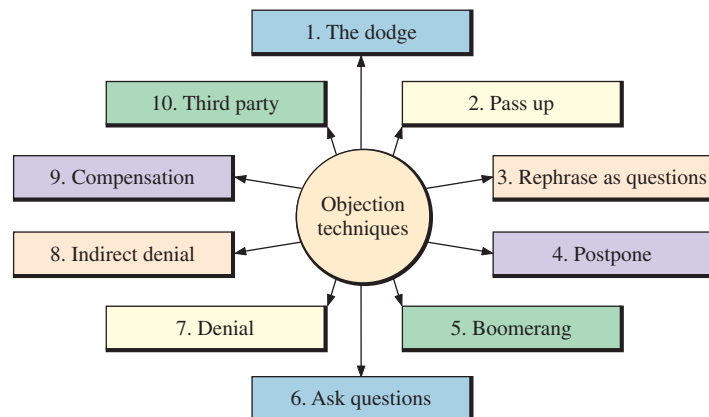 1. The dodge
10. Third party
2. Pass up
9. Compensation
3. Rephrase as questions
Objection
techniques
8. Indirect denial
4. Postpone
7. Denial
5. Boomerang
6. Ask questions